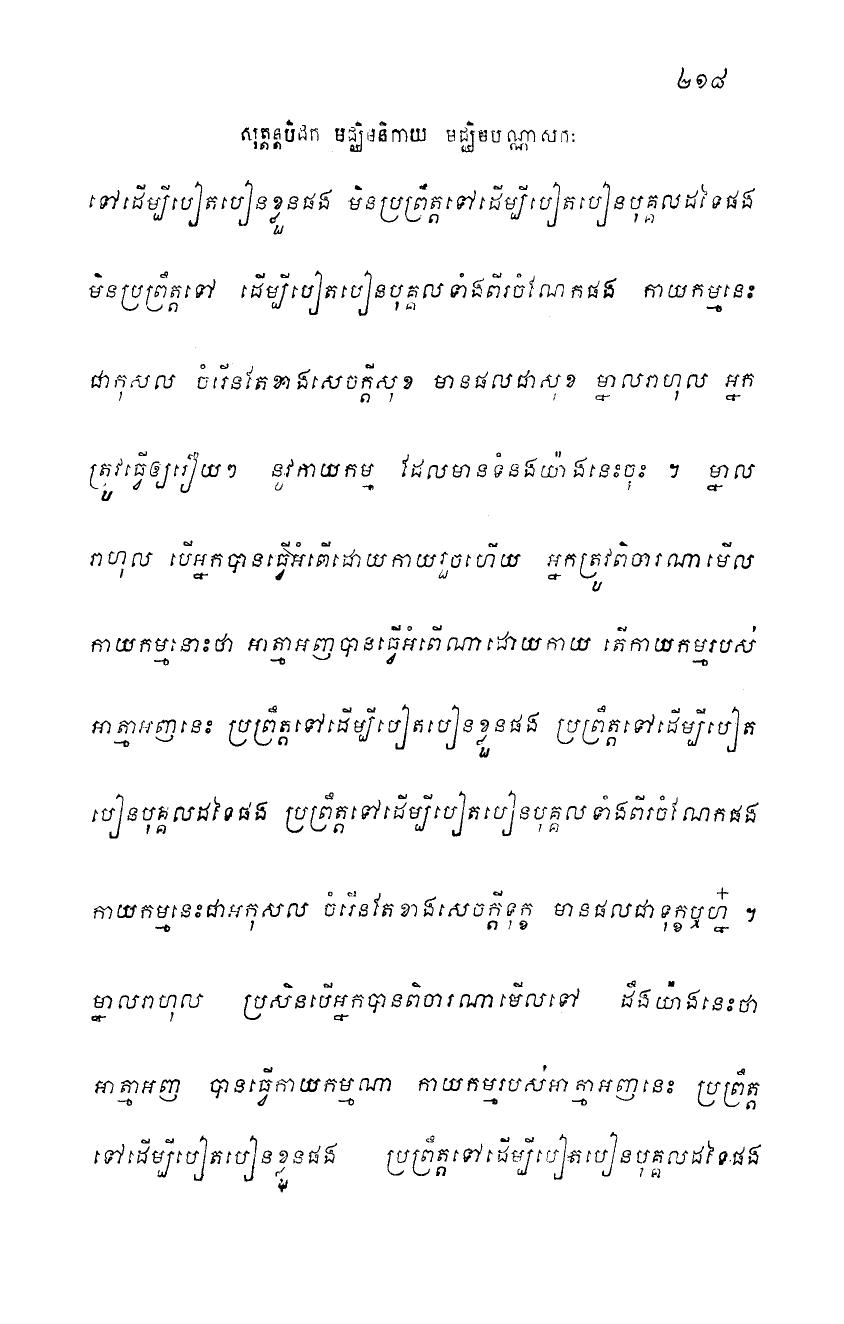 ២១៨
សុត្តន្តបិដក មជ្ឈិមនិកាយ មជ្ឈិមបណ្ណាសកៈ
ទៅដើម្បីបៀតបៀនខ្លួនផង មិនប្រព្រឹត្តទៅដើម្បីបៀតបៀនបុគ្គលដទៃផង
មិនប្រព្រឹត្តទៅ ដើម្បីបៀតបៀនបុគ្គលទាំងពីរចំណែកផង កាយកម្មនេះ
ជាកុសល ចំរើនតែខាងសេចក្តីសុខ មានផលជាសុខ ម្នាលរាហុល អ្នក
ត្រូវធ្វើឲ្យរឿយៗ នូវកាយកម្ម ដែលមានទំនងយ៉ាងនេះចុះ ។ ម្នាល
រាហុល បើអ្នកបានធ្វើអំពើដោយកាយរួចហើយ អ្នកត្រូវពិចារណាមើល
កាយកម្មនោះថា អាត្មាអញបានធ្វើអំពើណាដោយកាយ តើកាយកម្មរបស់
អាត្មាអញនេះ ប្រព្រឹត្តទៅដើម្បីបៀតបៀនខ្លួនផង ប្រព្រឹត្តទៅដើម្បីបៀត
បៀនបុគ្គលដទៃផង ប្រព្រឹត្តទៅដើម្បីបៀតបៀនបុគ្គលទាំងពីរចំណែកផង
កាយកម្មនេះជាអកុសល ចំរើនតែខាងសេចក្តីទុក្ខ មានផលជាទុក្ខឬហ្ន៎ ។
ម្នាលរាហុល ប្រសិនបើអ្នកបានពិចារណាមើលទៅ ដឹងយ៉ាងនេះថា
អាត្មាអញ បានធ្វើកាយកម្មណា កាយកម្មរបស់អាត្មាអញនេះ ប្រព្រឹត្ត
ទៅដើម្បីបៀតបៀនខ្លួនផង ប្រព្រឹត្តទៅដើម្បីបៀតបៀនបុគ្គលដទៃផង